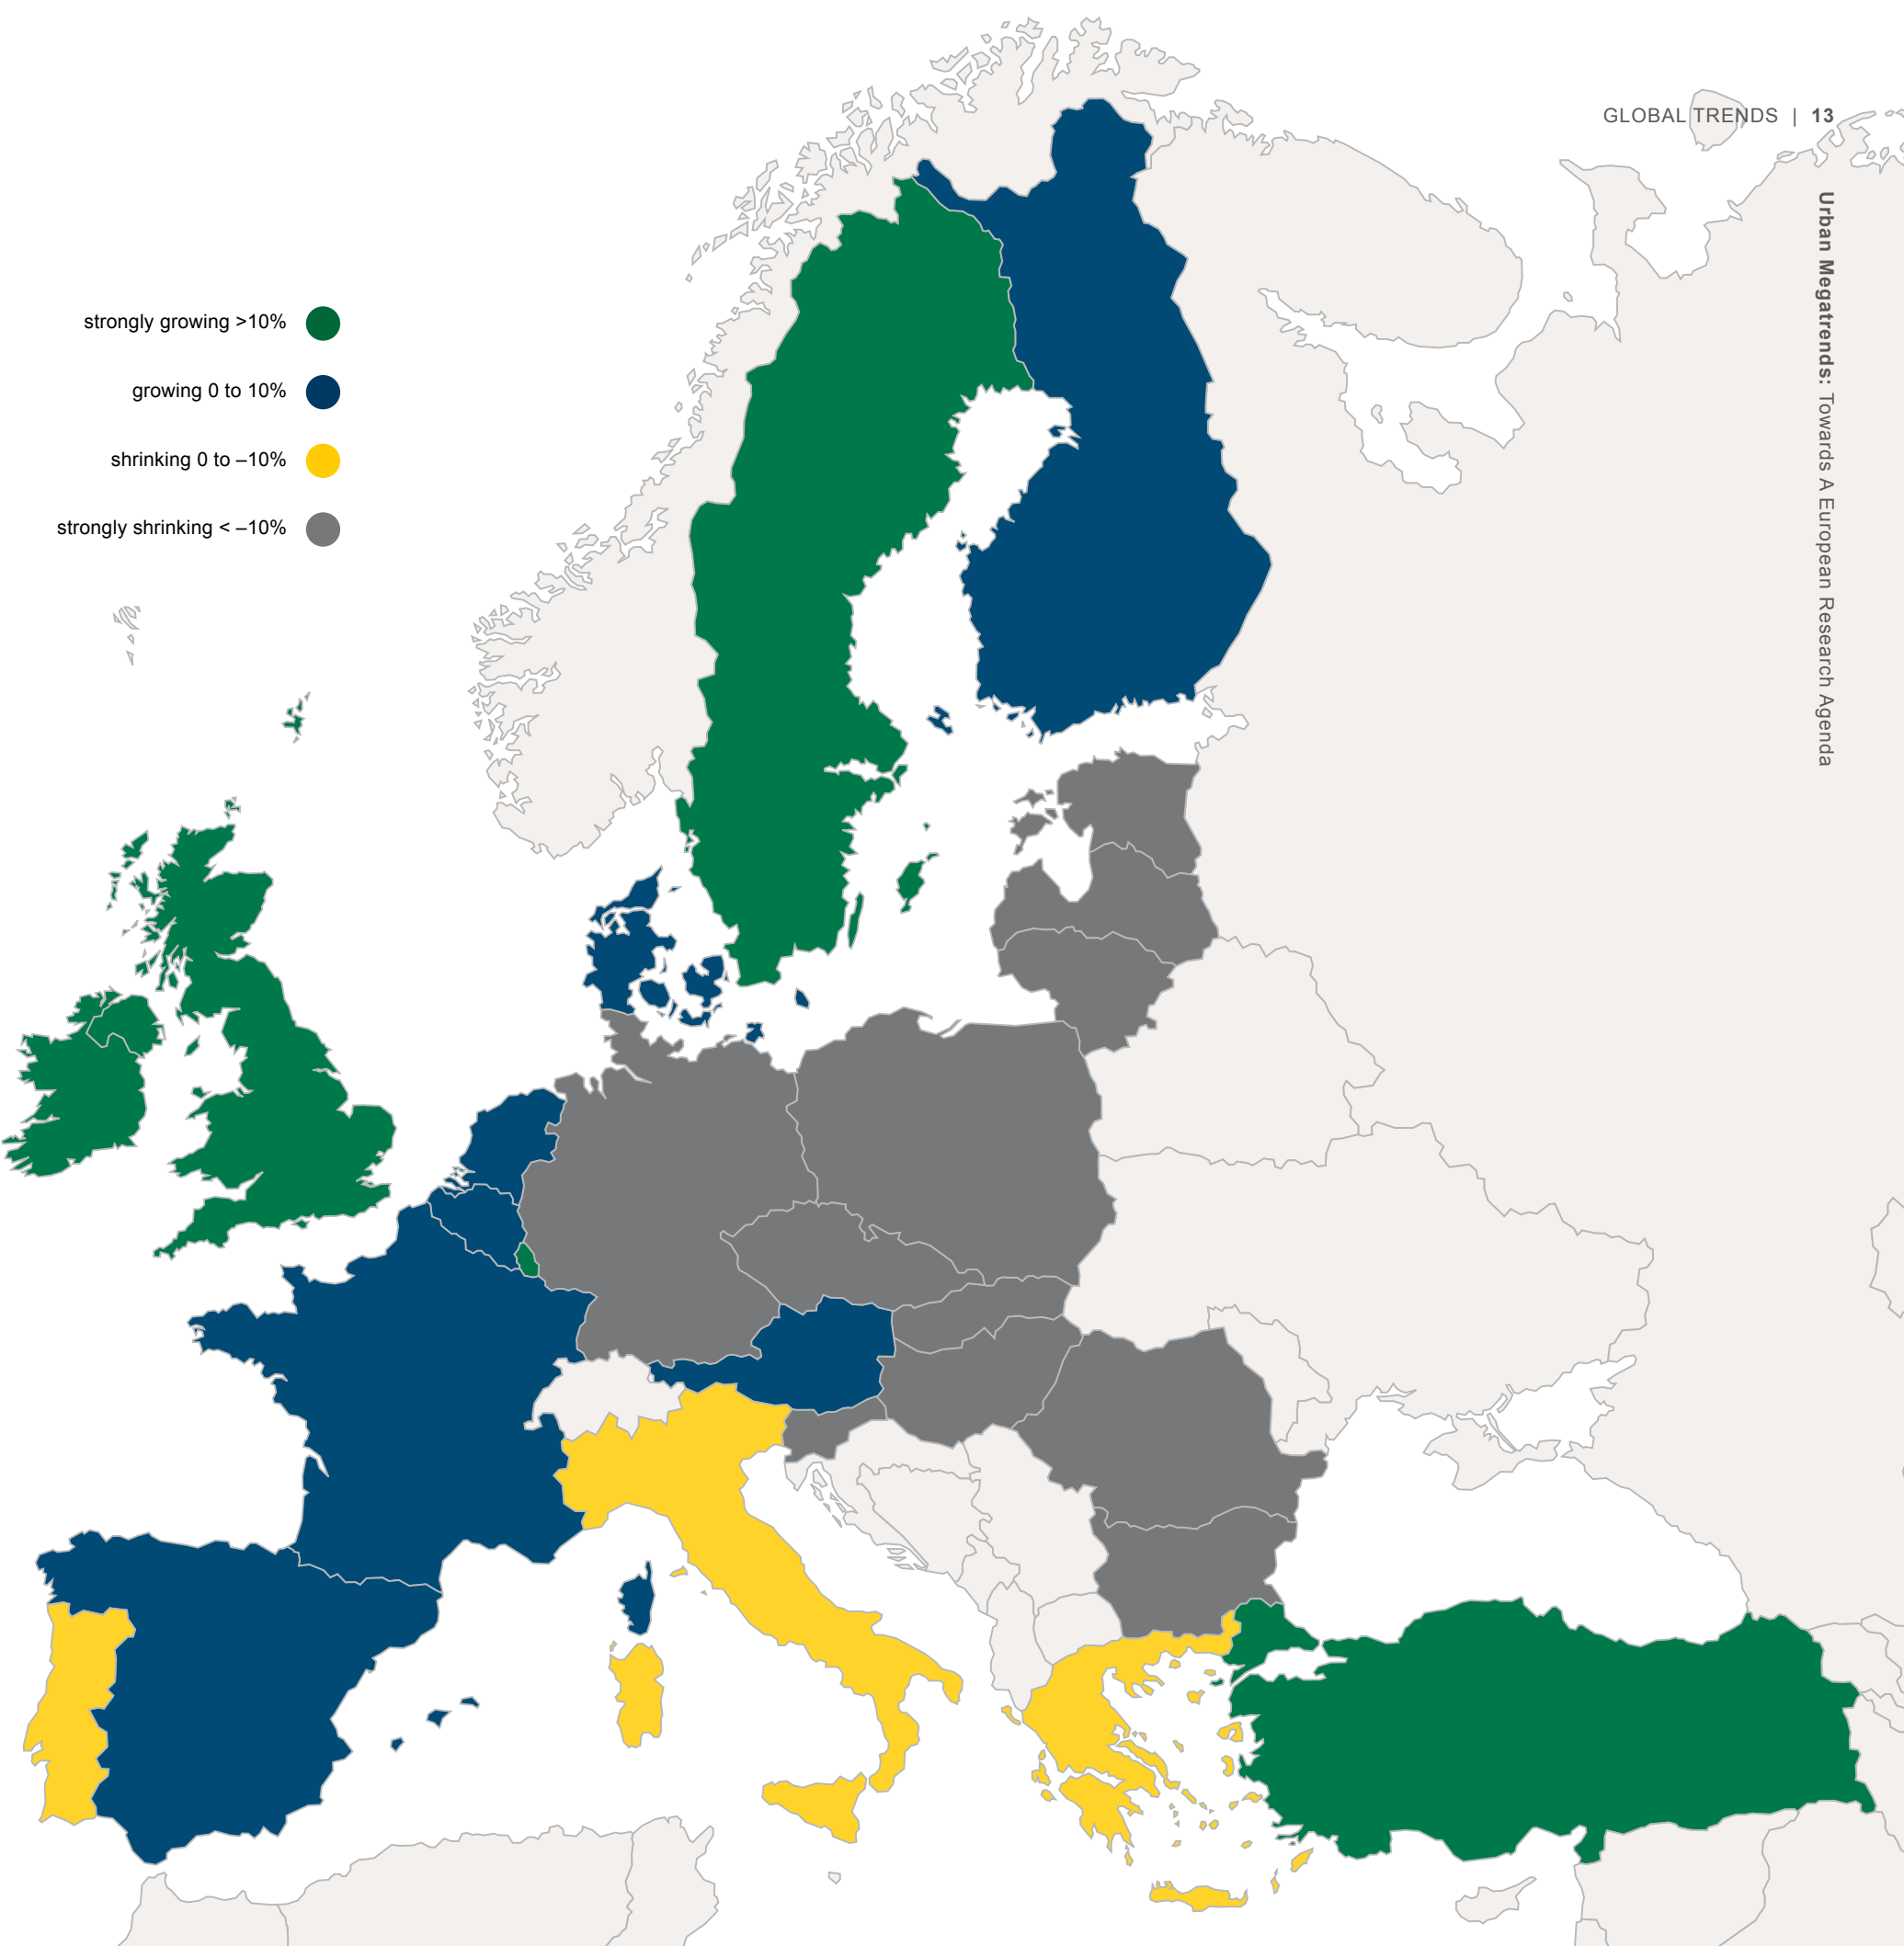 GLOBAL TRENDS | 13
Urban Megatrends: Towards A European Research Agenda
strongly growing >10%
growing 0 to 10%
shrinking 0 to –10%
strongly shrinking < –10%